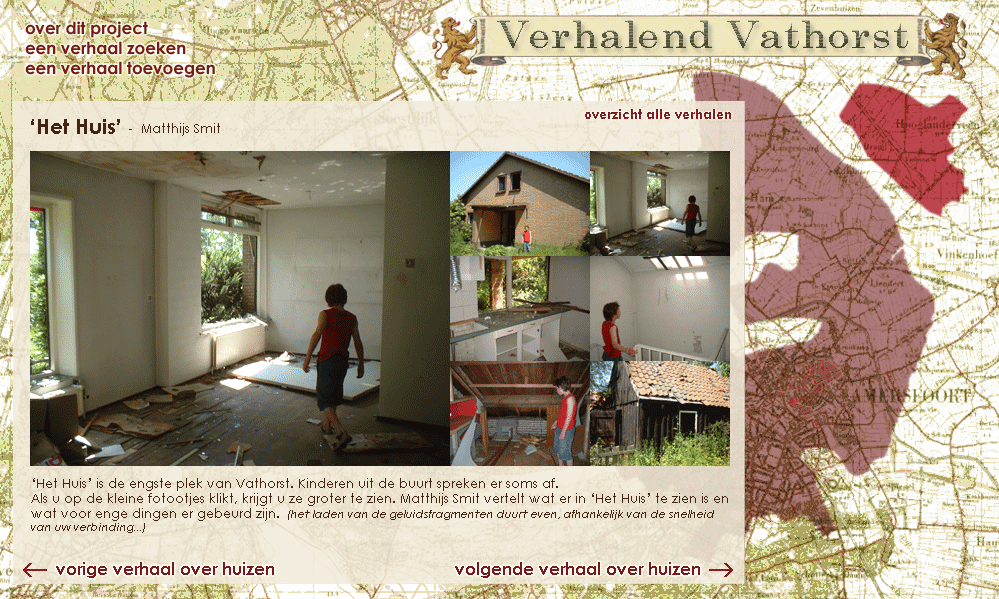 over dit project
een verhaal zoeken
een verhaal toevoegen
Verhalend Vathorst
overzicht alle verhalen
‘Het Huis’ - Matthijs Smit
‘Het Huis’ is de engste plek van Vathorst. Kinderen uit de buurt spreken er soms af.
Als u op de kleine fotootjes klikt, krijgt u ze groter te zien. Matthijs Smit vertelt wat er in ‘Het Huis’ te zien is en
wat voor enge dingen er gebeurd zijn. (het laden van de geluidsfragmenten duurt even, afhankelijk van de snelheid
van uw verbinding...)
← vorige verhaal over huizen
volgende verhaal over huizen →
Zevenhuizen
Hooglanderveen
Vinkenhoef
Liendert
AMERSFOORT